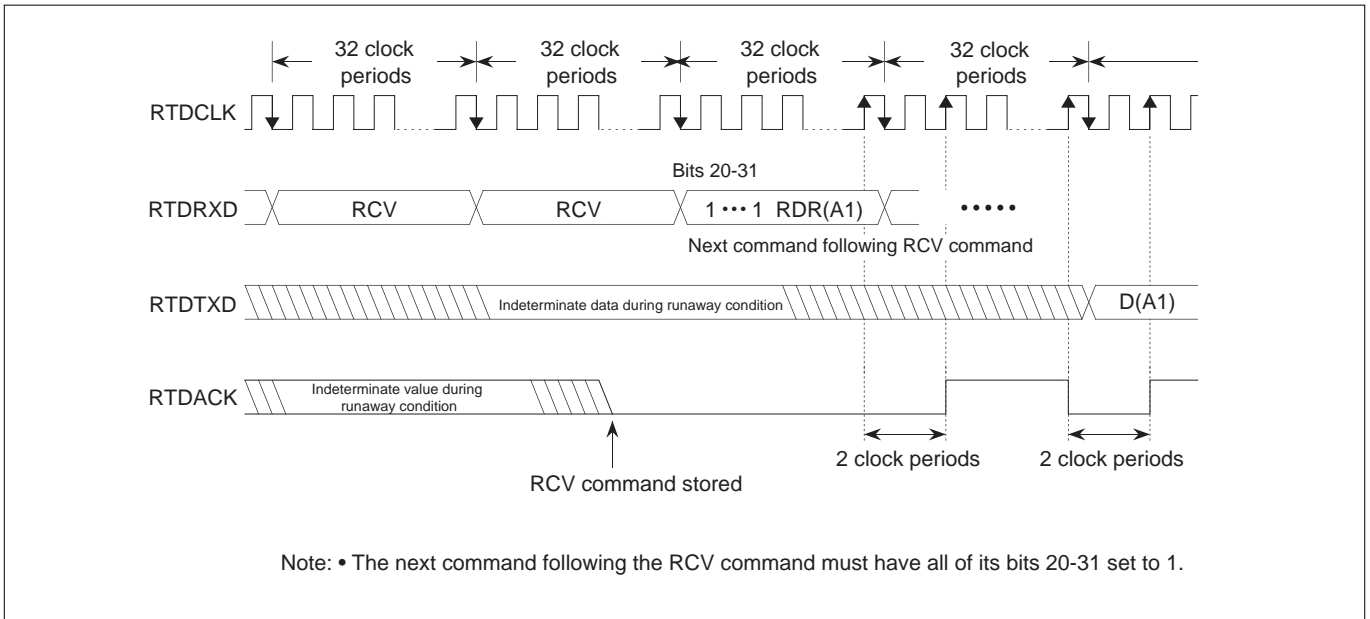 32 clock periods
32 clock periods
32 clock periods
32 clock periods
RTDCLK
Bits 20-31
RTDRXD
RCV
RCV
1 ••• 1 RDR(A1)
•••••
Next command following RCV command
RTDTXD
Indeterminate data during runaway condition
D(A1)
RTDACK
Indeterminate value during
runaway condition
2 clock periods
2 clock periods
RCV command stored
Note: • The next command following the RCV command must have all of its bits 20-31 set to 1.